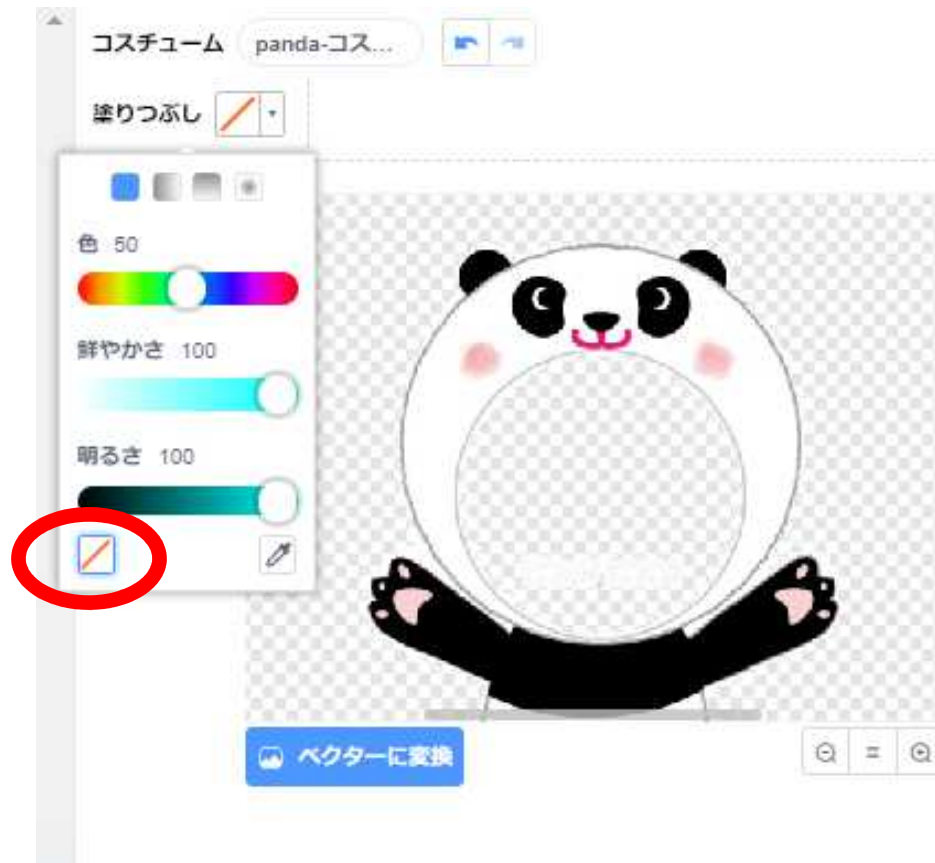 コスチューム panda-コス...
塗りつぶし
色 50
鮮やかさ 100
明るさ 100
ベクターに変換